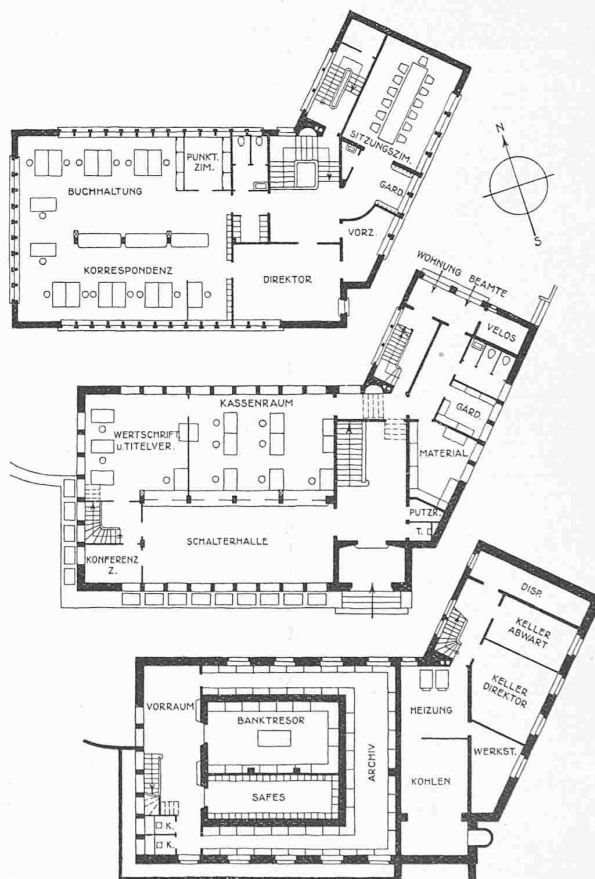 SITZUNGSZIM.
PUNKT.
ZIM.
BUCHHALTUNG
GARD.
VORZ.
KORRESPONDENZ
DIREKTOR
N
S
WOHNUNG BEAMTE
VELOS
KASSENRAUM
GARD.
WERTSCHRIFT.
u. TITELVER.
MATERIAL
PUTZR.
T.
SCHALTERHALLE
KONFERENZ
Z.
DISP.
KELLER
ABWART
KELLER
DIREKTOR
VORRAUM
BANKTRESOR
HEIZUNG
ARCHIV
WERKST.
SAFES
KOHLEN
K.
K.